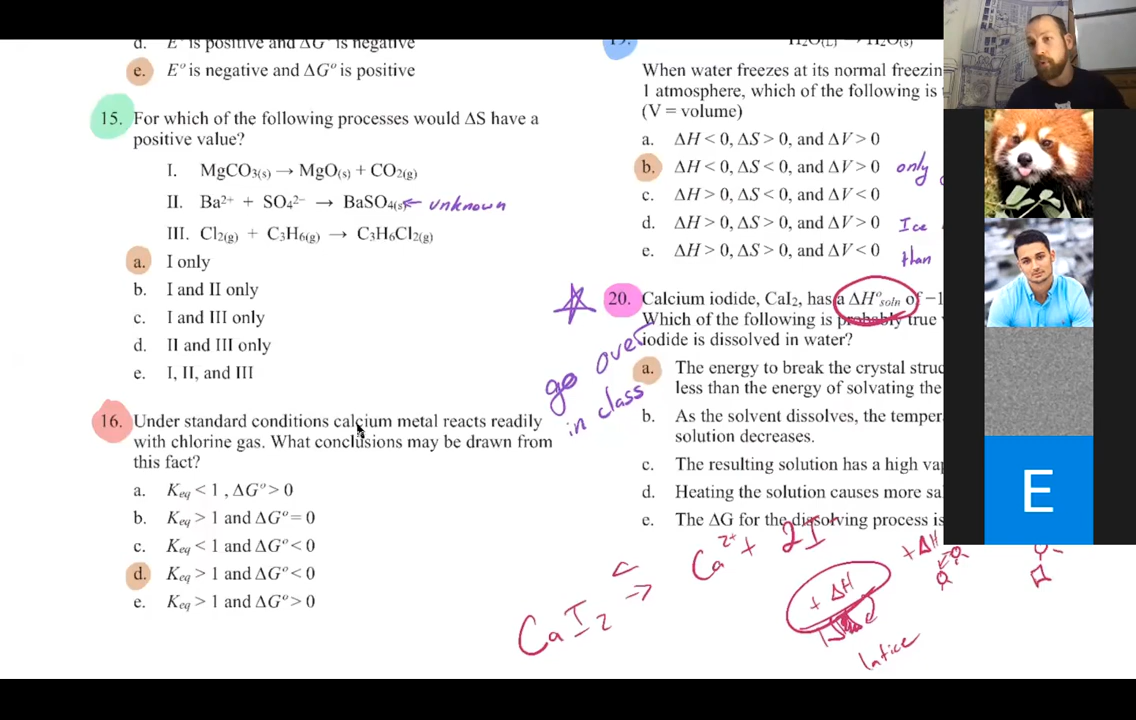 d. E° is positive and ΔG° is negative
e. E° is negative and ΔG° is positive
15. For which of the following processes would ΔS have a
positive value?
I. MgCO3(s) → MgO(s) + CO2(g)
II. Ba2+ + SO42- → BaSO4(s) ← unknown
III. Cl2(g) + C3H6(g) → C3H6Cl2(g)
a. I only
b. I and II only
c. I and III only
d. II and III only
e. I, II, and III
16. Under standard conditions calcium metal reacts readily
with chlorine gas. What conclusions may be drawn from
this fact?
a. Keq < 1 , ΔG° > 0
b. Keq > 1 and ΔG° = 0
c. Keq < 1 and ΔG° < 0
d. Keq > 1 and ΔG° < 0
e. Keq > 1 and ΔG° > 0
19. H2O(L) → H2O(s)
When water freezes at its normal freezin
1 atmosphere, which of the following is
(V = volume)
a. ΔH < 0, ΔS > 0, and ΔV > 0
b. ΔH < 0, ΔS < 0, and ΔV > 0 only
c. ΔH > 0, ΔS < 0, and ΔV < 0
d. ΔH > 0, ΔS > 0, and ΔV > 0 Ice
e. ΔH > 0, ΔS > 0, and ΔV < 0 than
20. Calcium iodide, CaI2, has a ΔH°soln of −1
Which of the following is probably true
iodide is dissolved in water?
go over
in class
a. The energy to break the crystal struc
less than the energy of solvating the
b. As the solvent dissolves, the temper
solution decreases.
c. The resulting solution has a high vap
d. Heating the solution causes more sa
e. The ΔG for the dissolving process is
CaI2 → Ca2+ + 2I-
+ ΔH
+ ΔH
latice
E